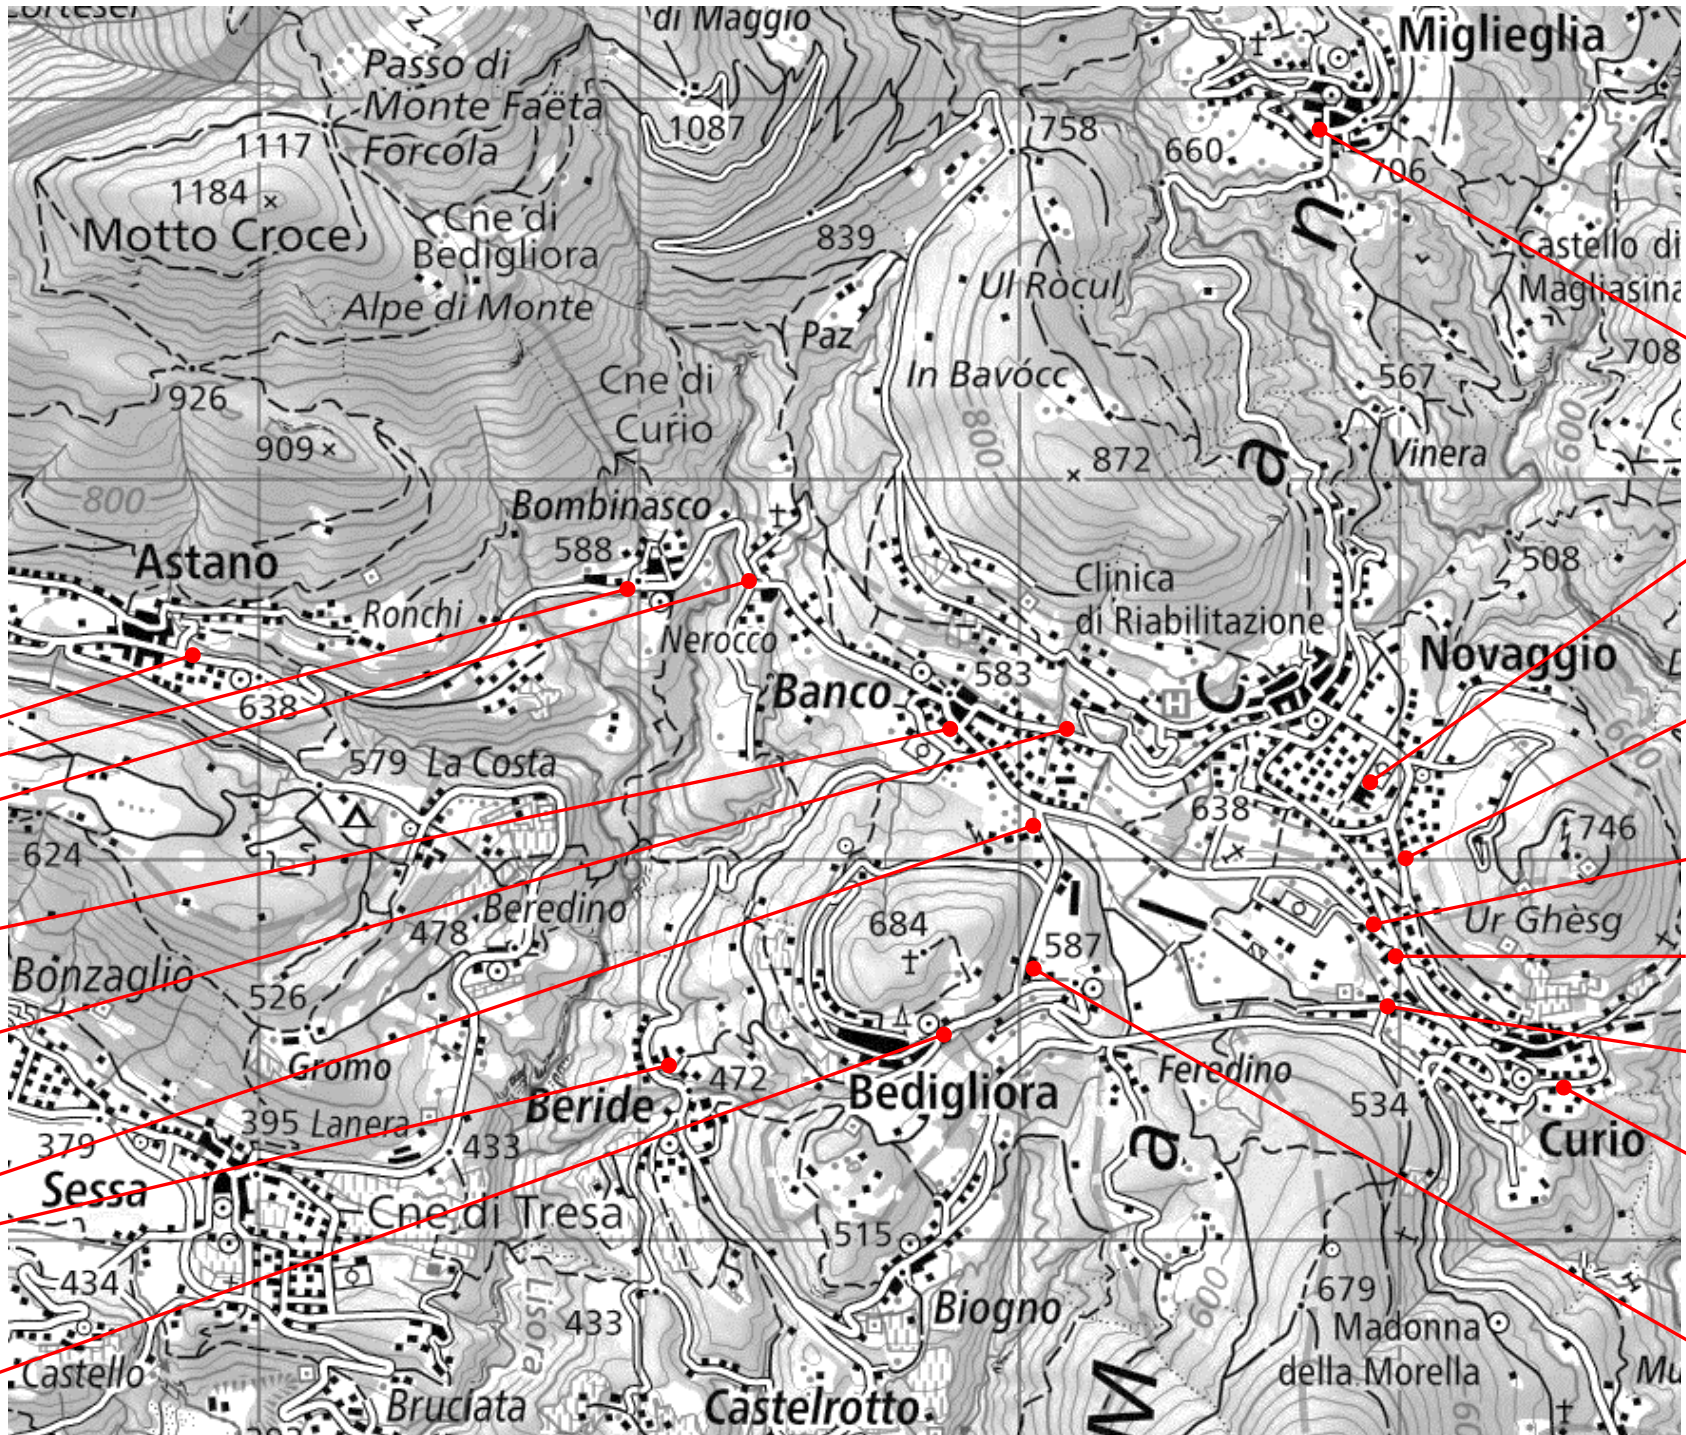 di Maggio
Miglieglia
Passo di
Monte Faëta
Forcola
1117
1087
758
660
706
1184
Motto Croce
Cne di
Bedigliora
839
n
Castello di
Magliasina
Alpe di Monte
Ul Rocul
Paz
708
926
Cne di
Curio
In Bavócc
567
600
909
800
872
a
Vinera
800
Bombinasco
588
508
Astano
Ronchi
Clinica
di Riabilitazione
Nerocco
583
Novaggio
638
Banco
H
C
579
La Costa
638
600
746
624
478
Beredino
684
587
Ur Ghèsg
Bonzaglio
526
Gromo
472
Bedigliora
Feredino
534
395
Lanera
Beride
379
433
a
Curio
Sessa
Cne di Tresa
515
434
Lisora
433
Biogno
600
679
Madonna
della Morella
Castello
Bruciata
Castelrotto
M